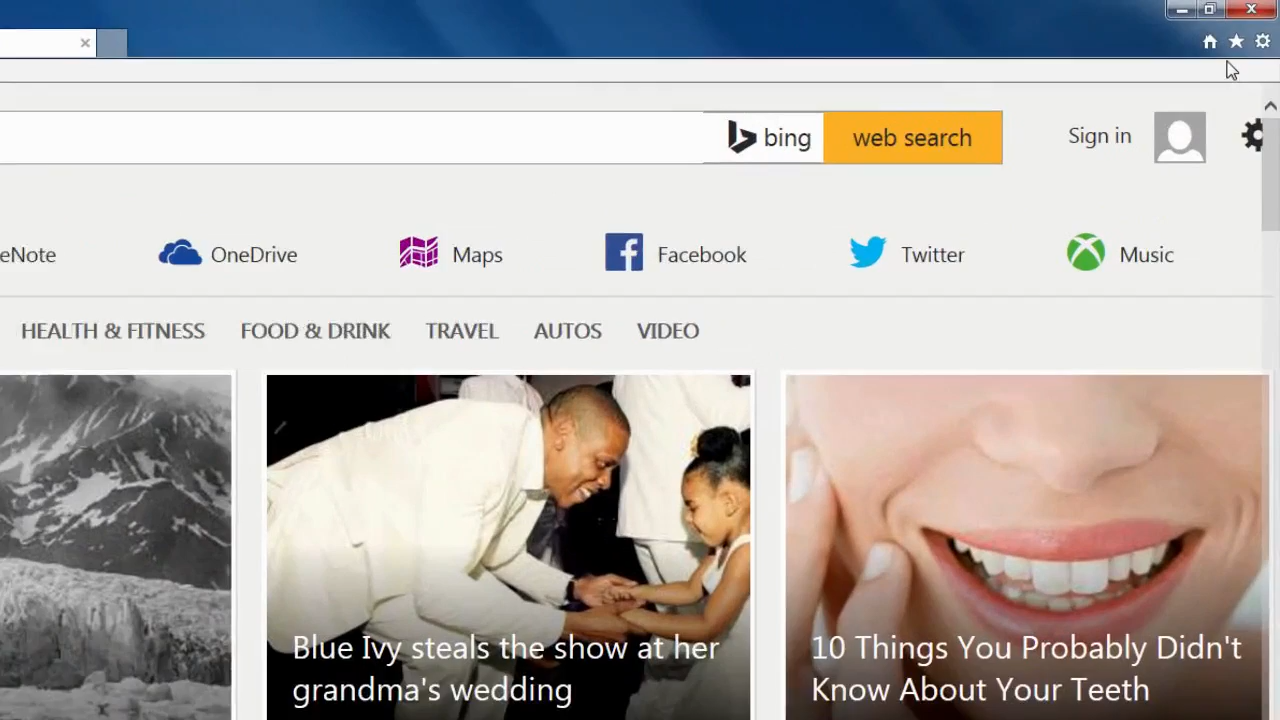 bing web search Sign in
eNote OneDrive Maps Facebook Twitter Music
HEALTH & FITNESS FOOD & DRINK TRAVEL AUTOS VIDEO
Blue Ivy steals the show at her
grandma's wedding
10 Things You Probably Didn't
Know About Your Teeth